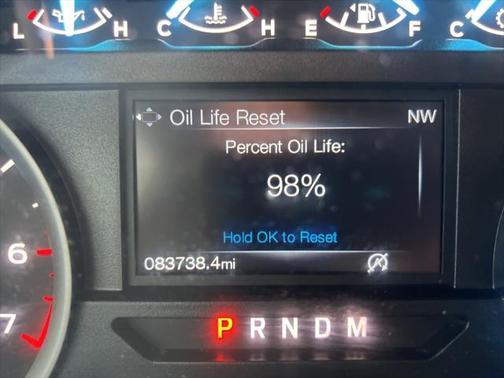 L H C H E F C
Oil Life Reset NW
Percent Oil Life:
98%
Hold OK to Reset
083738.4mi
6
7
P R N D M